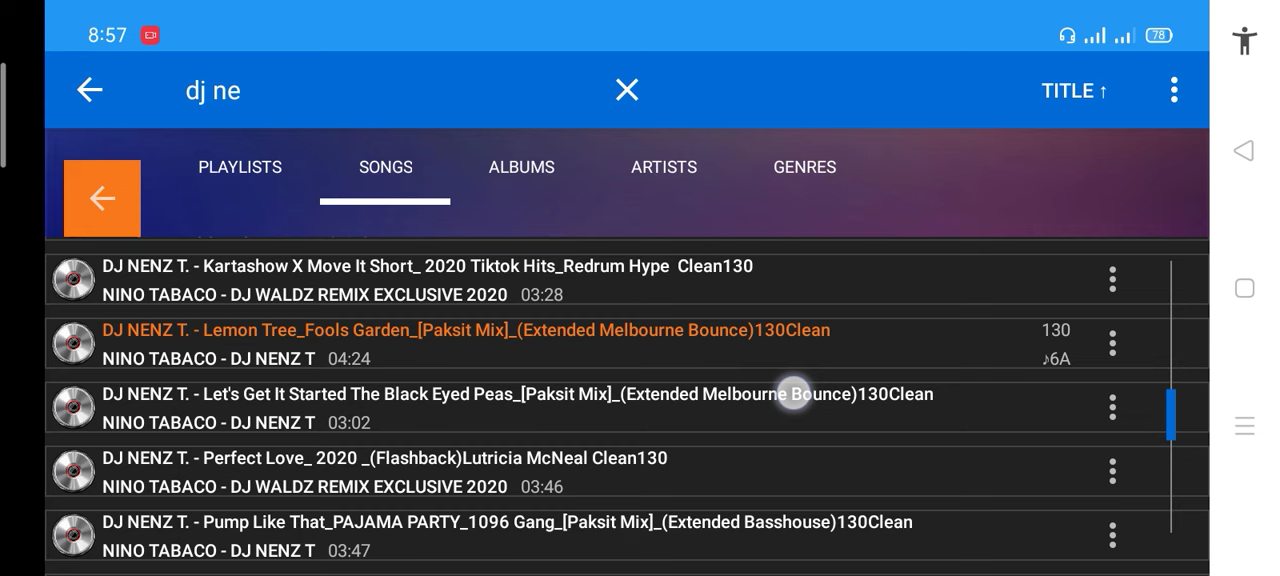 8:57
78
dj ne
TITLE ↑
PLAYLISTS SONGS ALBUMS ARTISTS GENRES
DJ NENZ T. - Kartashow X Move It Short_ 2020 Tiktok Hits_Redrum Hype  Clean130
NINO TABACO - DJ WALDZ REMIX EXCLUSIVE 2020 03:28
DJ NENZ T. - Lemon Tree_Fools Garden_[Paksit Mix]_(Extended Melbourne Bounce)130Clean 130
NINO TABACO - DJ NENZ T 04:24 ♪6A
DJ NENZ T. - Let's Get It Started The Black Eyed Peas_[Paksit Mix]_(Extended Melbourne Bounce)130Clean
NINO TABACO - DJ NENZ T 03:02
DJ NENZ T. - Perfect Love_ 2020 _(Flashback)Lutricia McNeal Clean130
NINO TABACO - DJ WALDZ REMIX EXCLUSIVE 2020 03:46
DJ NENZ T. - Pump Like That_PAJAMA PARTY_1096 Gang_[Paksit Mix]_(Extended Basshouse)130Clean
NINO TABACO - DJ NENZ T 03:47